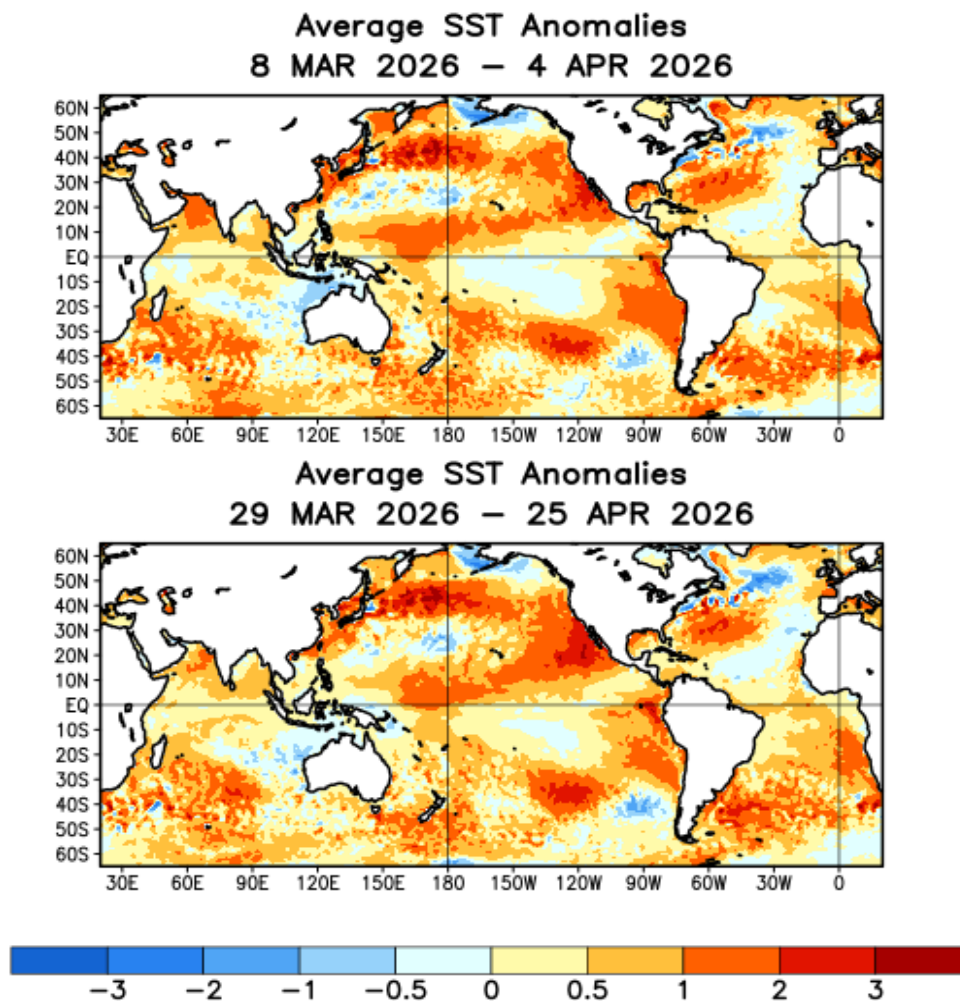 Average SST Anomalies
8 MAR 2026 – 4 APR 2026
60N
50N
40N
30N
20N
10N
EQ
10S
20S
30S
40S
50S
60S
30E 60E 90E 120E 150E 180 150W 120W 90W 60W 30W 0
Average SST Anomalies
29 MAR 2026 – 25 APR 2026
60N
50N
40N
30N
20N
10N
EQ
10S
20S
30S
40S
50S
60S
30E 60E 90E 120E 150E 180 150W 120W 90W 60W 30W 0
−3 −2 −1 −0.5 0 0.5 1 2 3